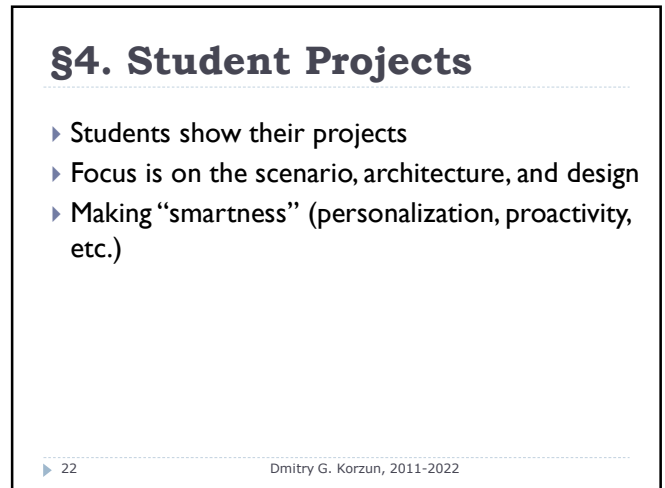 §4. Student Projects
Students show their projects
Focus is on the scenario, architecture, and design
Making “smartness” (personalization, proactivity,
etc.)
22
Dmitry G. Korzun, 2011-2022